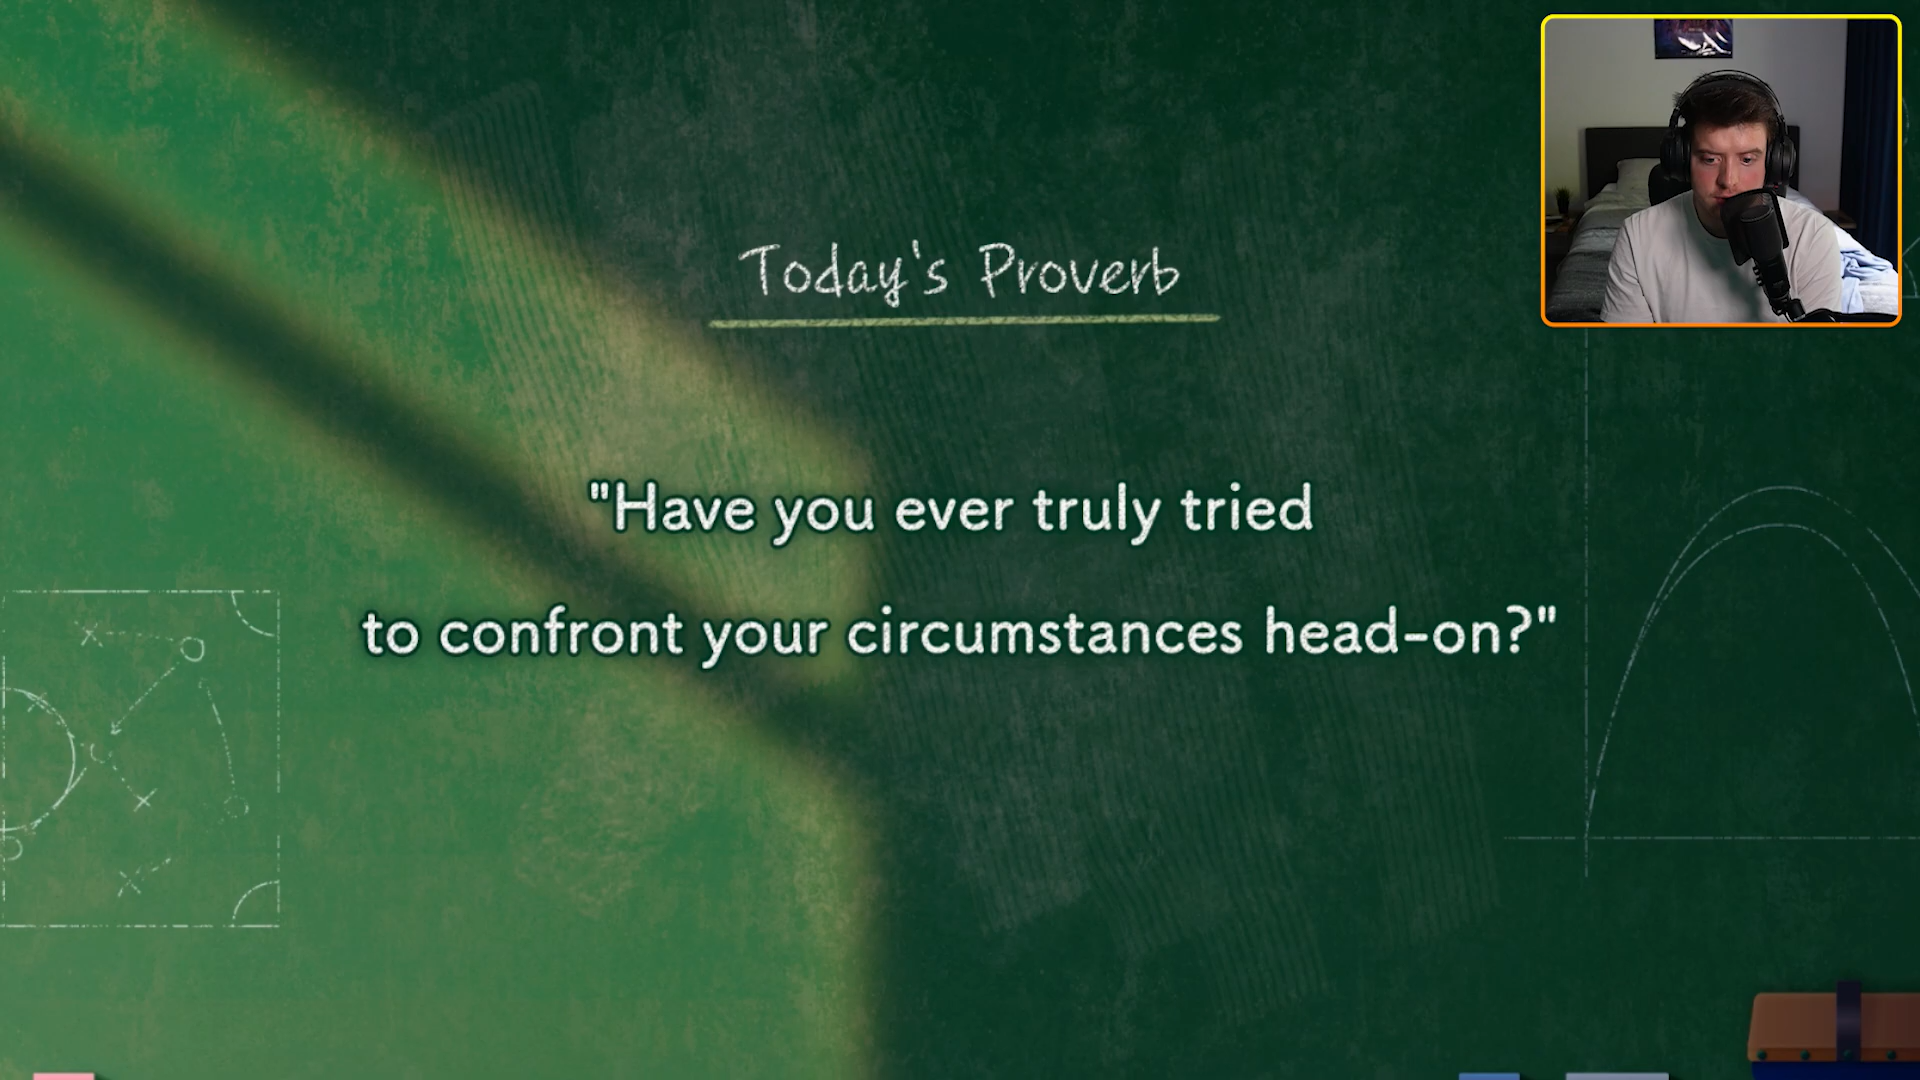 Today's Proverb
"Have you ever truly tried
to confront your circumstances head-on?"